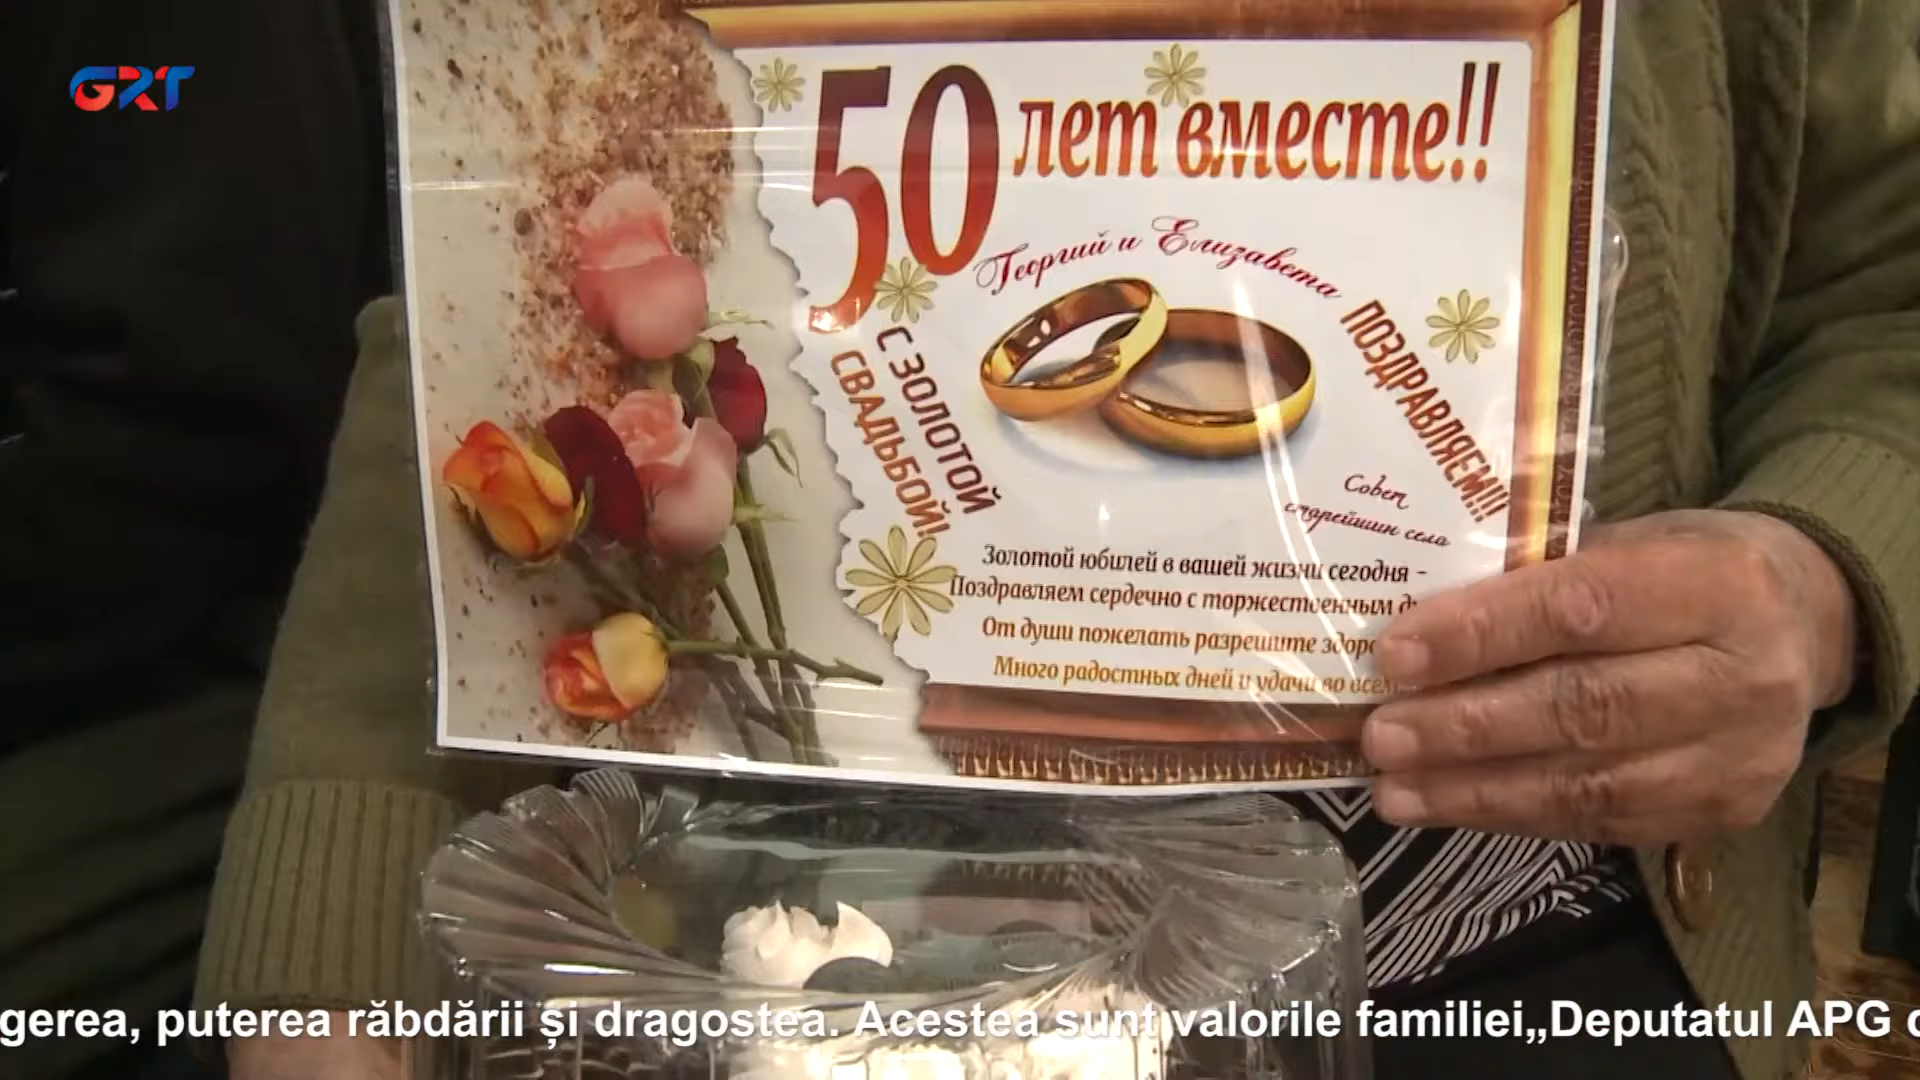 GRT
50 лет вместе!!
Георгий и Елизавета
С ЗОЛОТОЙ
СВАДЬБОЙ!
ПОЗДРАВЛЯЕМ!!!
Совет
старейшин села
Золотой юбилей в вашей жизни сегодня -
Поздравляем сердечно с торжественным
От души пожелать разрешите
Много радостных дней и удачи во всем
gerea, puterea răbdării și dragostea. Acestea sunt valorile familiei,,Deputatul APG